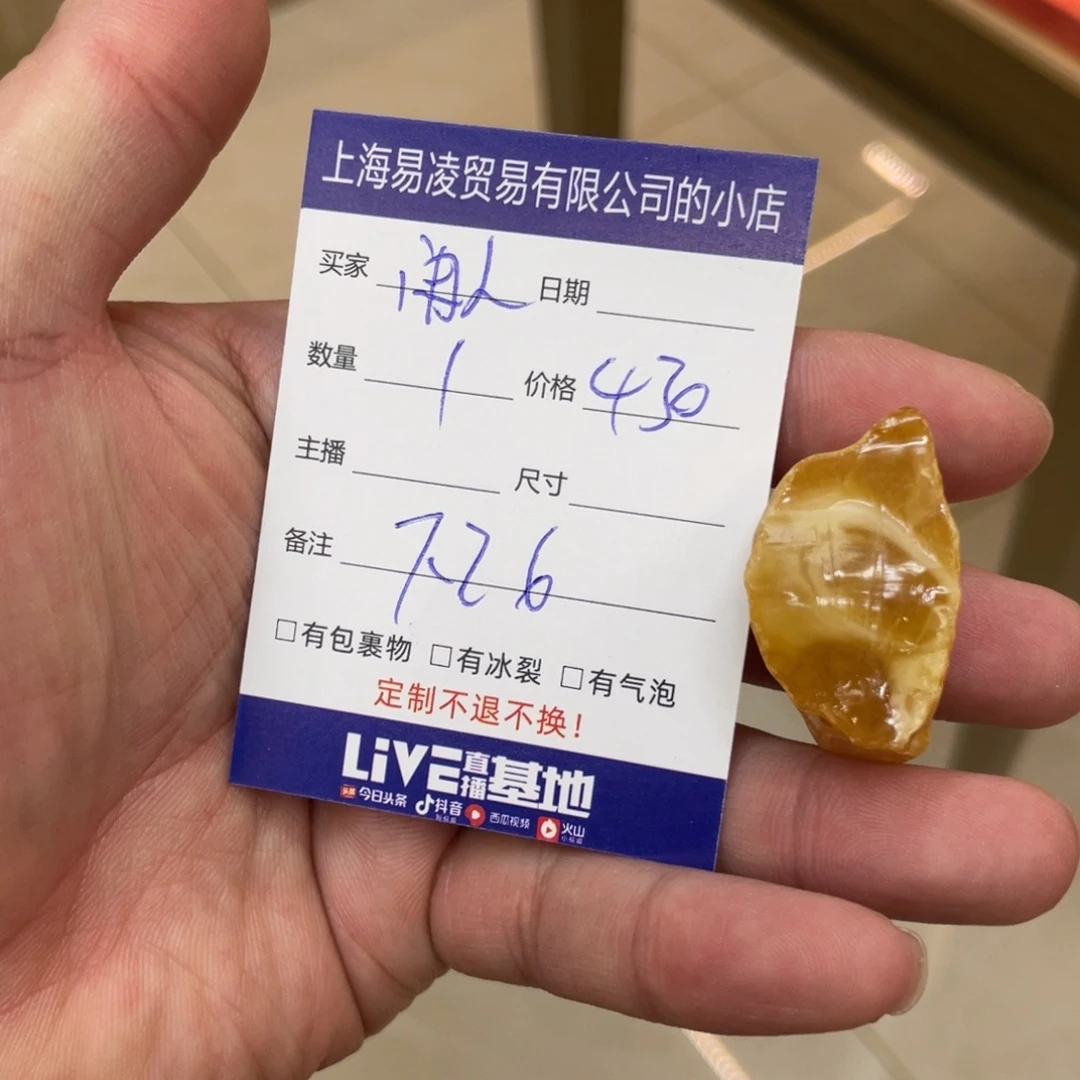 上海易凌贸易有限公司的小店
买家 日期
数量 1 价格 430
主播 尺寸
备注 7.26
□有包裹物 □有冰裂 □有气泡
定制不退不换!
LiVE直播基地
今日头条 抖音 西瓜视频 火山